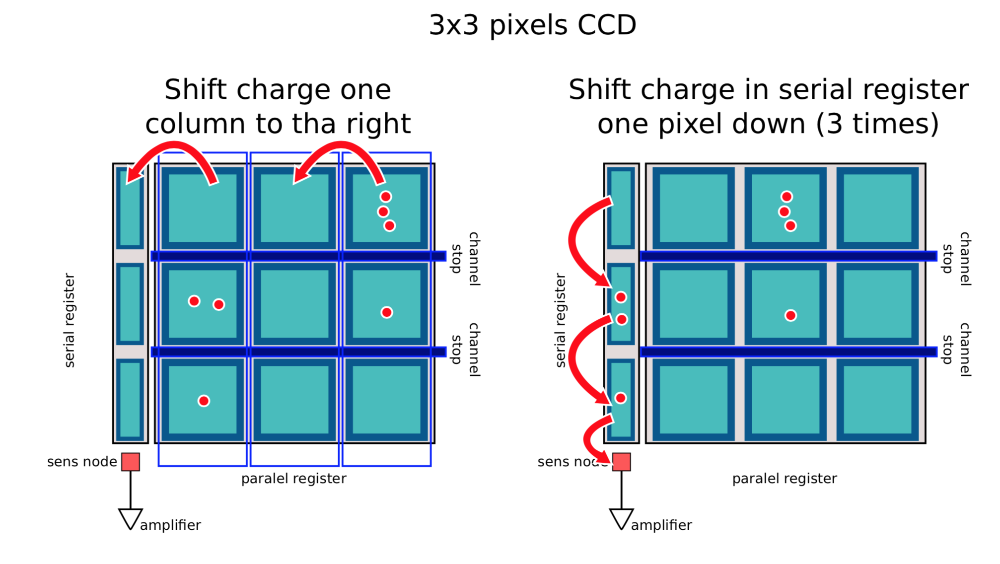 3x3 pixels CCD
Shift charge one
column to tha right
serial register
channel
stop
channel
stop
sens node
paralel register
amplifier
Shift charge in serial register
one pixel down (3 times)
serial register
channel
stop
channel
stop
sens node
paralel register
amplifier